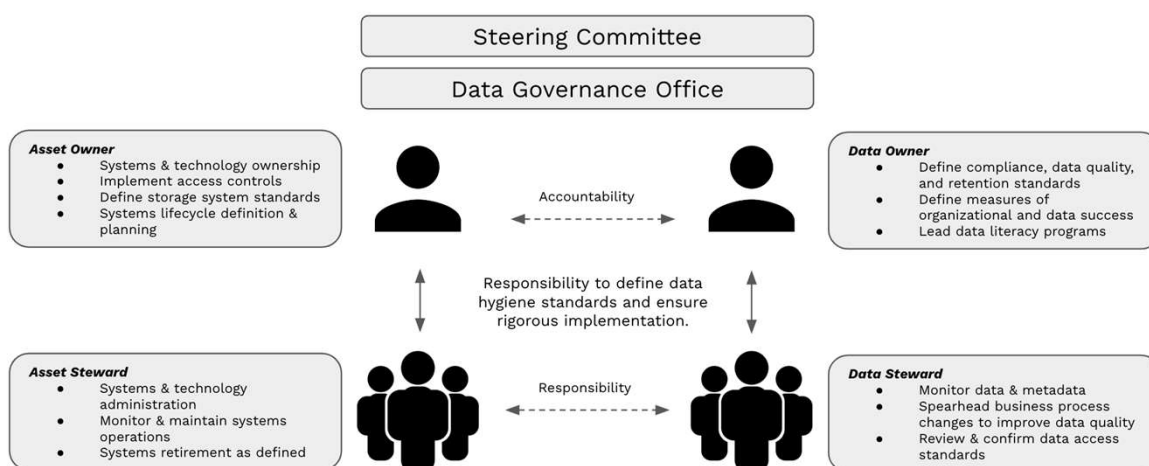 Steering Committee
Data Governance Office
Asset Owner
● Systems & technology ownership
● Implement access controls
● Define storage system standards
● Systems lifecycle definition &
planning
Accountability
Data Owner
● Define compliance, data quality,
and retention standards
● Define measures of
organizational and data success
● Lead data literacy programs
Responsibility to define data
hygiene standards and ensure
rigorous implementation.
Asset Steward
● Systems & technology
administration
● Monitor & maintain systems
operations
● Systems retirement as defined
Responsibility
Data Steward
● Monitor data & metadata
● Spearhead business process
changes to improve data quality
● Review & confirm data access
standards